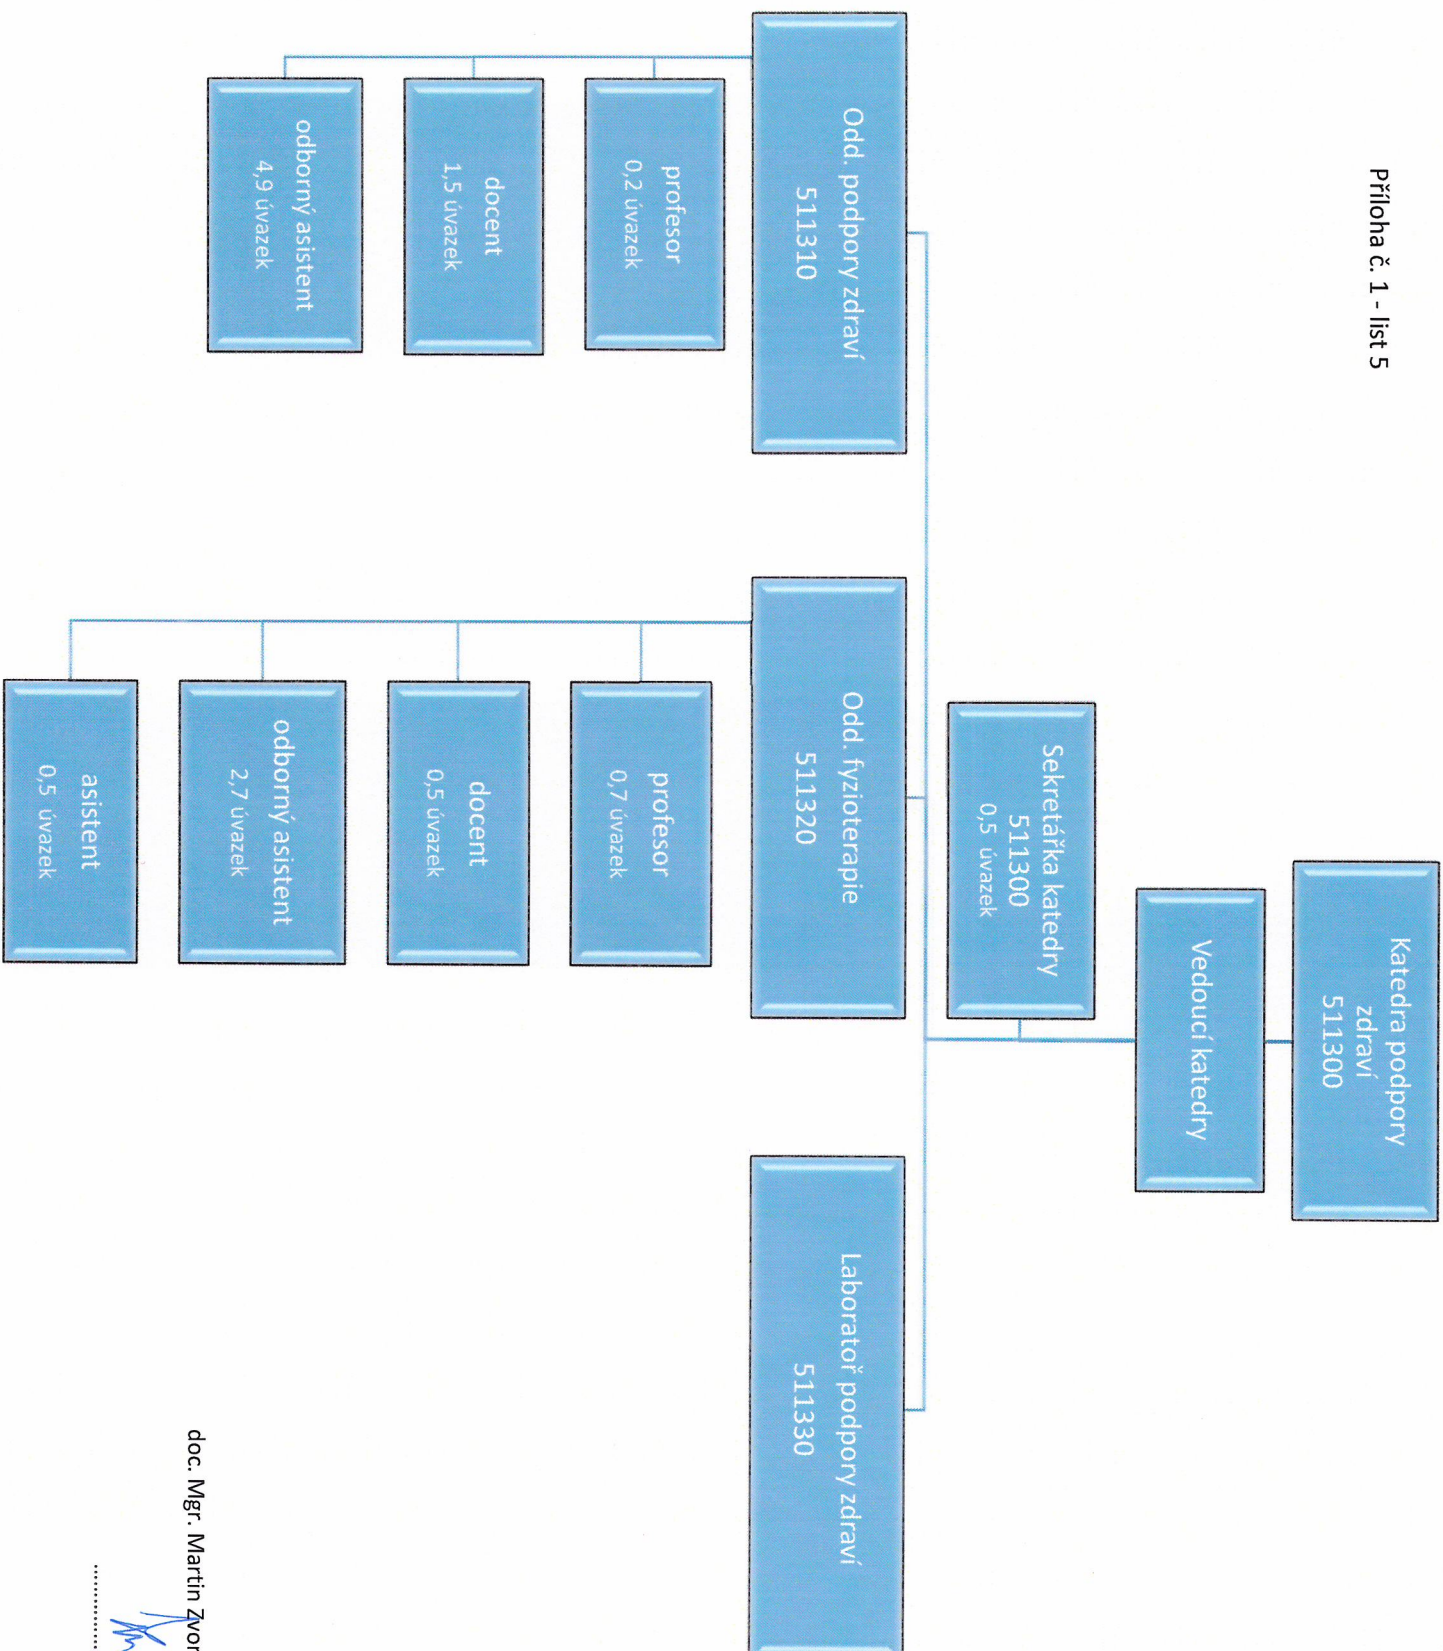 Příloha č. 1 - list 5
Katedra podpory
zdraví
511300
Vedoucí katedry
Sekretářka katedry
511300
0,5 úvazek
Odd. podpory zdraví
511310
profesor
0,2 úvazek
docent
1,5 úvazek
odborný asistent
4,9 úvazek
Odd. fyzioterapie
511320
profesor
0,7 úvazek
docent
0,5 úvazek
odborný asistent
2,7 úvazek
asistent
0,5 úvazek
Laboratoř podpory zdraví
511330
doc. Mgr. Martin